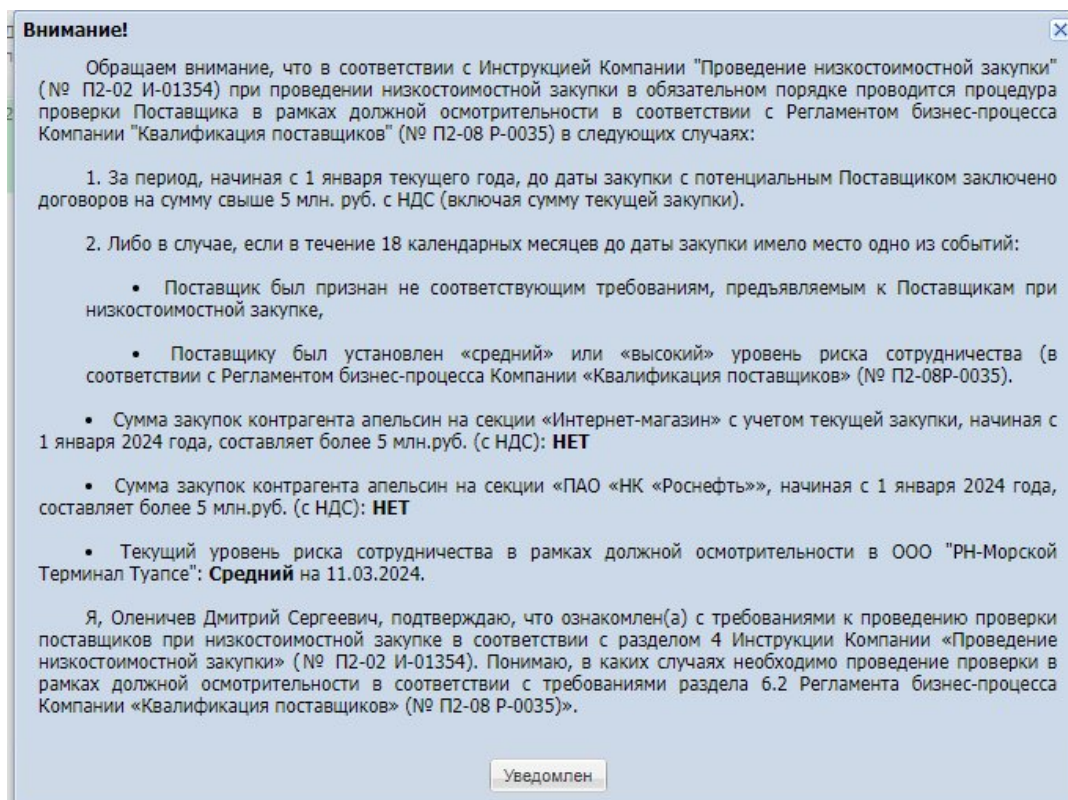 Внимание!
Обращаем внимание, что в соответствии с Инструкцией Компании "Проведение низкостоимостной закупки"
(№ П2-02 И-01354) при проведении низкостоимостной закупки в обязательном порядке проводится процедура
проверки Поставщика в рамках должной осмотрительности в соответствии с Регламентом бизнес-процесса
Компании "Квалификация поставщиков" (№ П2-08 Р-0035) в следующих случаях:
1. За период, начиная с 1 января текущего года, до даты закупки с потенциальным Поставщиком заключено
договоров на сумму свыше 5 млн. руб. с НДС (включая сумму текущей закупки).
2. Либо в случае, если в течение 18 календарных месяцев до даты закупки имело место одно из событий:
• Поставщик был признан не соответствующим требованиям, предъявляемым к Поставщикам при
низкостоимостной закупке,
• Поставщику был установлен «средний» или «высокий» уровень риска сотрудничества (в
соответствии с Регламентом бизнес-процесса Компании «Квалификация поставщиков» (№ П2-08Р-0035).
• Сумма закупок контрагента апельсин на секции «Интернет-магазин» с учетом текущей закупки, начиная с
1 января 2024 года, составляет более 5 млн.руб. (с НДС): НЕТ
• Сумма закупок контрагента апельсин на секции «ПАО «НК «Роснефть»», начиная с 1 января 2024 года,
составляет более 5 млн.руб. (с НДС): НЕТ
• Текущий уровень риска сотрудничества в рамках должной осмотрительности в ООО "РН-Морской
Терминал Туапсе": Средний на 11.03.2024.
Я, Оленичев Дмитрий Сергеевич, подтверждаю, что ознакомлен(а) с требованиями к проведению проверки
поставщиков при низкостоимостной закупке в соответствии с разделом 4 Инструкции Компании «Проведение
низкостоимостной закупки» (№ П2-02 И-01354). Понимаю, в каких случаях необходимо проведение проверки в
рамках должной осмотрительности в соответствии с требованиями раздела 6.2 Регламента бизнес-процесса
Компании «Квалификация поставщиков» (№ П2-08 Р-0035)».
Уведомлен